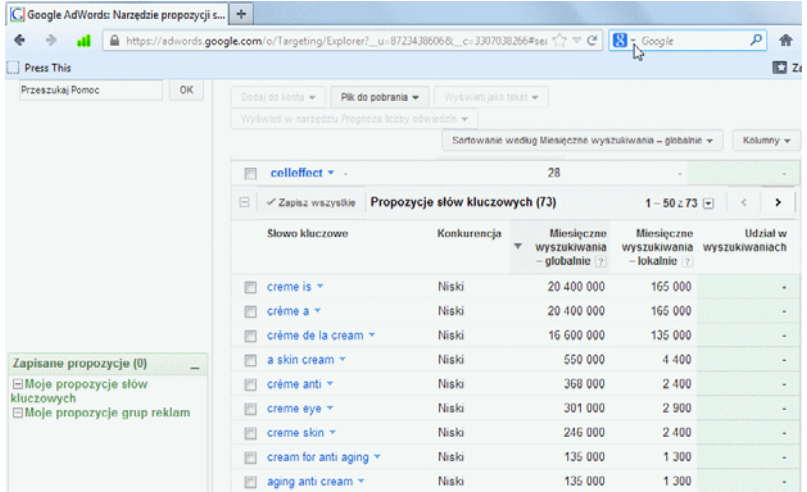 Google AdWords: Narzędzie propozycji s...
https://adwords.google.com/o/Targeting/Explorer?__u=8723438606&__c=3307038266#sel
Google
Press This
Za
Przeszukaj Pomoc
OK
Dodaj do konta
Plik do pobrania
Wyświetl jako tekst
Wyświetl w narzędziu Prognoza liczby odwiedzin
Sortowanie według Miesięczne wyszukiwania – globalnie
Kolumny
celleffect - 28 - -
Zapisz wszystkie Propozycje słów kluczowych (73) 1 – 50 z 73
Słowo kluczowe Konkurencja Miesięczne wyszukiwania – globalnie ? Miesięczne wyszukiwania – lokalnie ? Udział w wyszukiwaniach
creme is Niski 20 400 000 165 000 -
crème a Niski 20 400 000 165 000 -
crème de la cream Niski 16 600 000 135 000 -
a skin cream Niski 550 000 4 400 -
crème anti Niski 368 000 2 400 -
creme eye Niski 301 000 2 900 -
creme skin Niski 246 000 2 400 -
cream for anti aging Niski 135 000 1 300 -
aging anti cream Niski 135 000 1 300 -
Zapisane propozycje (0)
Moje propozycje słów
kluczowych
Moje propozycje grup reklam